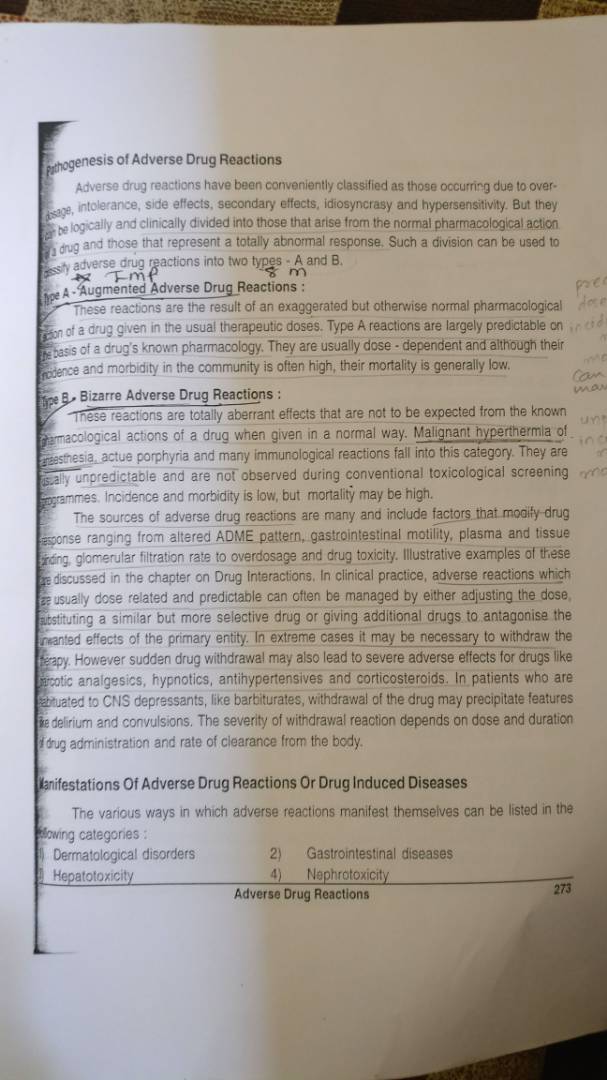 Pathogenesis of Adverse Drug Reactions
Adverse drug reactions have been conveniently classified as those occurring due to over-
dosage, intolerance, side effects, secondary effects, idiosyncrasy and hypersensitivity. But they
can be logically and clinically divided into those that arise from the normal pharmacological action
of a drug and those that represent a totally abnormal response. Such a division can be used to
classify adverse drug reactions into two types - A and B.
Imp 8 m
Type A - Augmented Adverse Drug Reactions :
These reactions are the result of an exaggerated but otherwise normal pharmacological
action of a drug given in the usual therapeutic doses. Type A reactions are largely predictable on
the basis of a drug's known pharmacology. They are usually dose - dependent and although their
incidence and morbidity in the community is often high, their mortality is generally low.
can
Type B - Bizarre Adverse Drug Reactions :
These reactions are totally aberrant effects that are not to be expected from the known
pharmacological actions of a drug when given in a normal way. Malignant hyperthermia of
anaesthesia, actue porphyria and many immunological reactions fall into this category. They are
usually unpredictable and are not observed during conventional toxicological screening
programmes. Incidence and morbidity is low, but mortality may be high.
The sources of adverse drug reactions are many and include factors that modify drug
response ranging from altered ADME pattern, gastrointestinal motility, plasma and tissue
binding, glomerular filtration rate to overdosage and drug toxicity. Illustrative examples of these
are discussed in the chapter on Drug Interactions. In clinical practice, adverse reactions which
are usually dose related and predictable can often be managed by either adjusting the dose,
substituting a similar but more selective drug or giving additional drugs to antagonise the
unwanted effects of the primary entity. In extreme cases it may be necessary to withdraw the
therapy. However sudden drug withdrawal may also lead to severe adverse effects for drugs like
narcotic analgesics, hypnotics, antihypertensives and corticosteroids. In patients who are
habituated to CNS depressants, like barbiturates, withdrawal of the drug may precipitate features
like delirium and convulsions. The severity of withdrawal reaction depends on dose and duration
of drug administration and rate of clearance from the body.
Manifestations Of Adverse Drug Reactions Or Drug Induced Diseases
The various ways in which adverse reactions manifest themselves can be listed in the
following categories :
1) Dermatological disorders 2) Gastrointestinal diseases
3) Hepatotoxicity 4) Nephrotoxicity
Adverse Drug Reactions 273